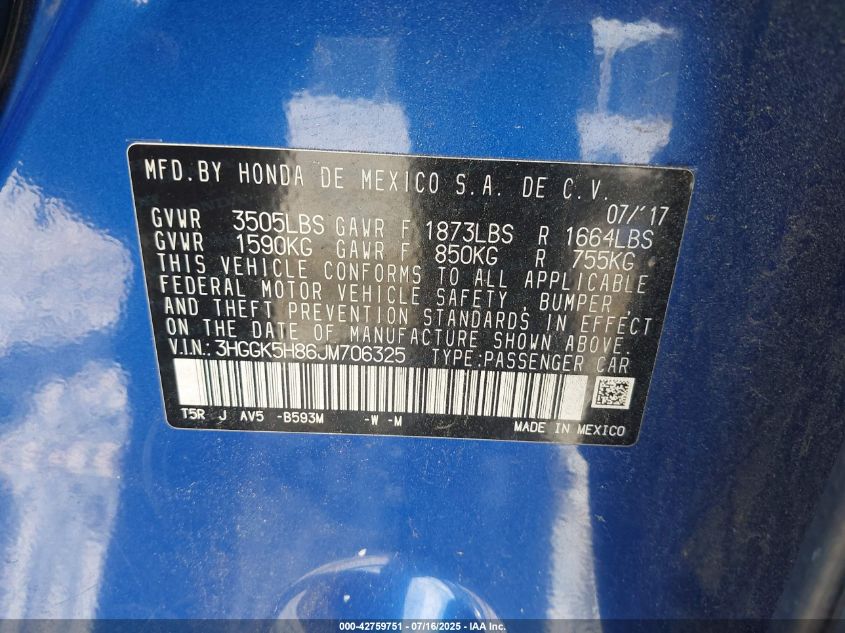 MFD.BY HONDA DE MEXICO S.A. DE C.V.
07/'17
GVWR 3505LBS GAWR F 1873LBS R 1664LBS
GVWR 1590KG GAWR F 850KG R 755KG
THIS VEHICLE CONFORMS TO ALL APPLICABLE
FEDERAL MOTOR VEHICLE SAFETY, BUMPER,
AND THEFT PREVENTION STANDARDS IN EFFECT
ON THE DATE OF MANUFACTURE SHOWN ABOVE.
V.I.N.: 3HGGK5H86JM706325 TYPE:PASSENGER CAR
T5R J AV5 -B593M -W -M
MADE IN MEXICO
000-42759751 - 07/16/2025 - IAAI.COM